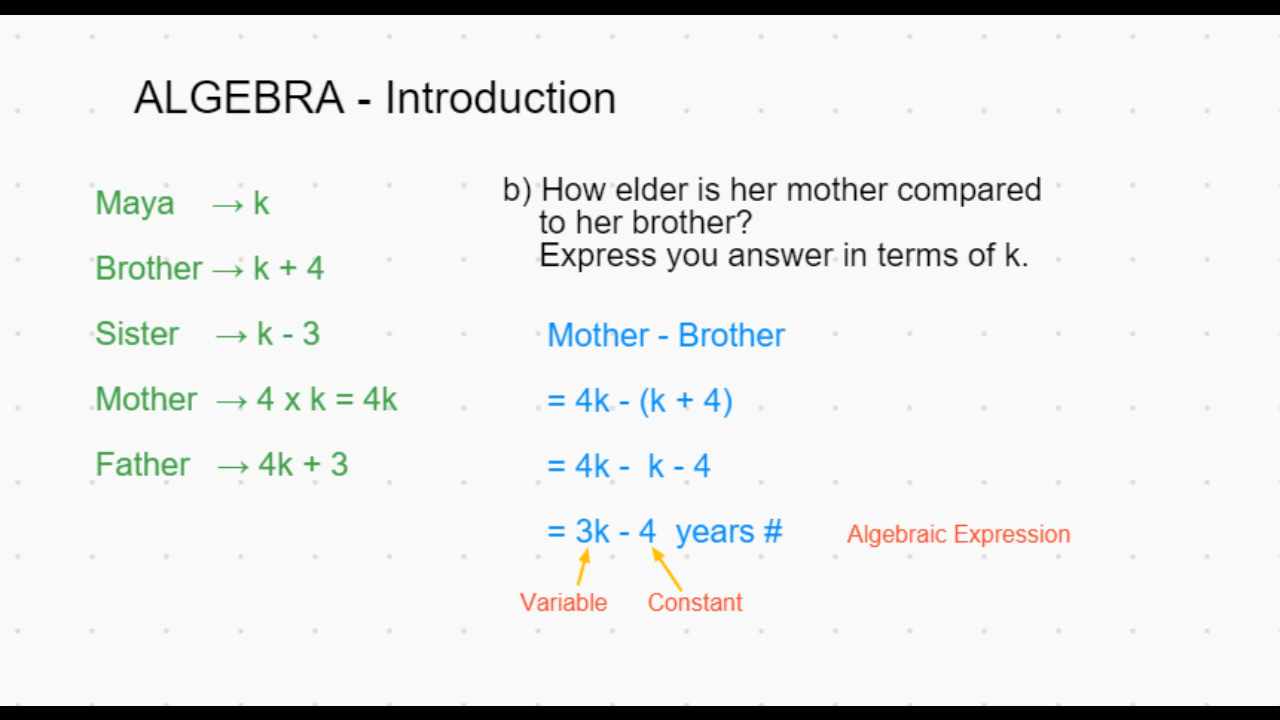 ALGEBRA - Introduction
Maya → k
Brother → k + 4
Sister → k - 3
Mother → 4 x k = 4k
Father → 4k + 3
b) How elder is her mother compared
to her brother?
Express you answer in terms of k.
Mother - Brother
= 4k - (k + 4)
= 4k - k - 4
= 3k - 4 years #
Algebraic Expression
Variable
Constant